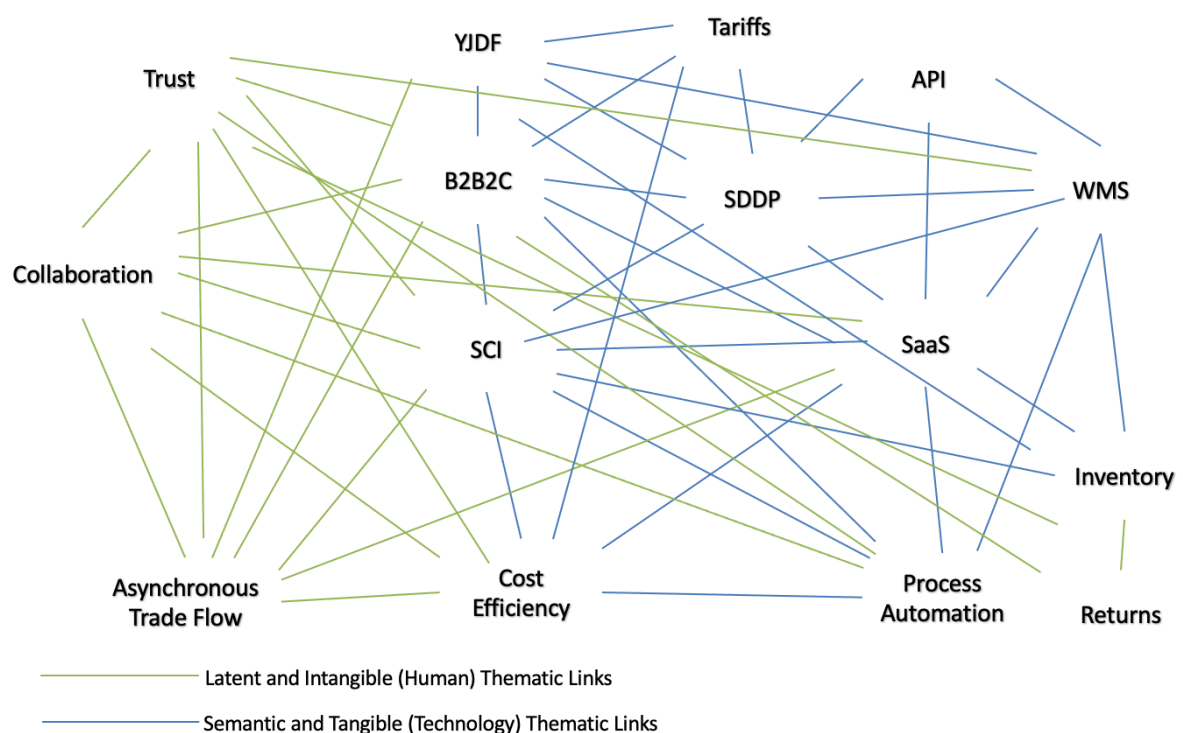 Tariffs
YJDF
Trust
API
B2B2C
SDDP
WMS
Collaboration
SCI
SaaS
Inventory
Asynchronous
Trade Flow
Cost
Efficiency
Process
Automation
Returns
Latent and Intangible (Human) Thematic Links
Semantic and Tangible (Technology) Thematic Links